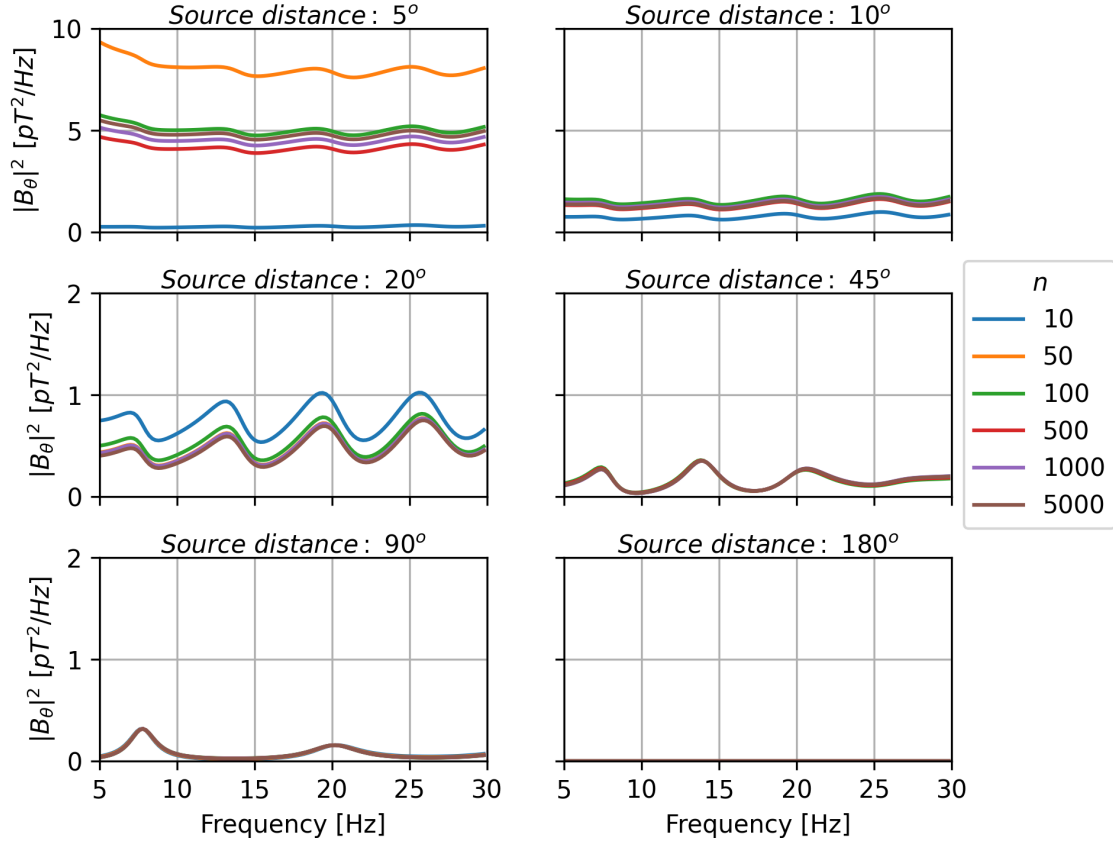 Source distance: 5°
Source distance: 10°
10
5
0
|B_θ|² [pT²/Hz]
Source distance: 20°
Source distance: 45°
2
1
0
|B_θ|² [pT²/Hz]
n
10
50
100
500
1000
5000
Source distance: 90°
Source distance: 180°
2
1
0
|B_θ|² [pT²/Hz]
5 10 15 20 25 30
5 10 15 20 25 30
Frequency [Hz]
Frequency [Hz]